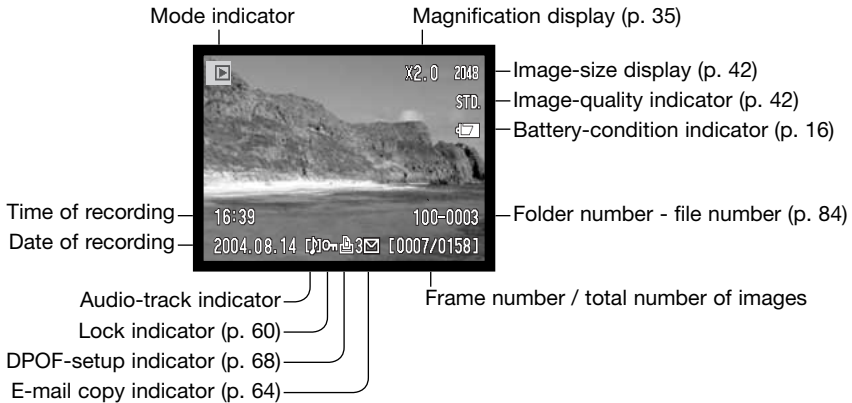 Mode indicator
Magnification display (p. 35)
X2.0 2048
Image-size display (p. 42)
STD.
Image-quality indicator (p. 42)
Battery-condition indicator (p. 16)
Time of recording
16:39
100-0003
Folder number - file number (p. 84)
Date of recording
2004.08.14 3 [0007/0158]
Audio-track indicator
Frame number / total number of images
Lock indicator (p. 60)
DPOF-setup indicator (p. 68)
E-mail copy indicator (p. 64)